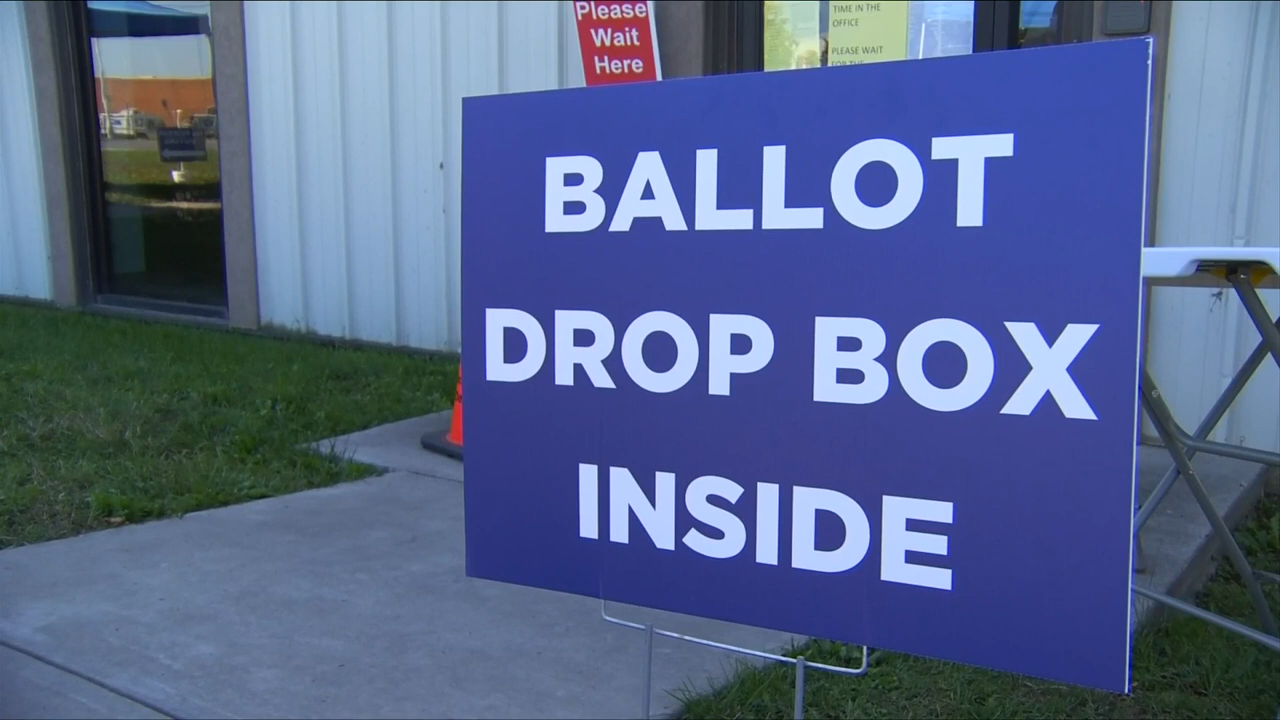 Please
Wait
Here
TIME IN THE
OFFICE
PLEASE WAIT
BALLOT
DROP BOX
INSIDE